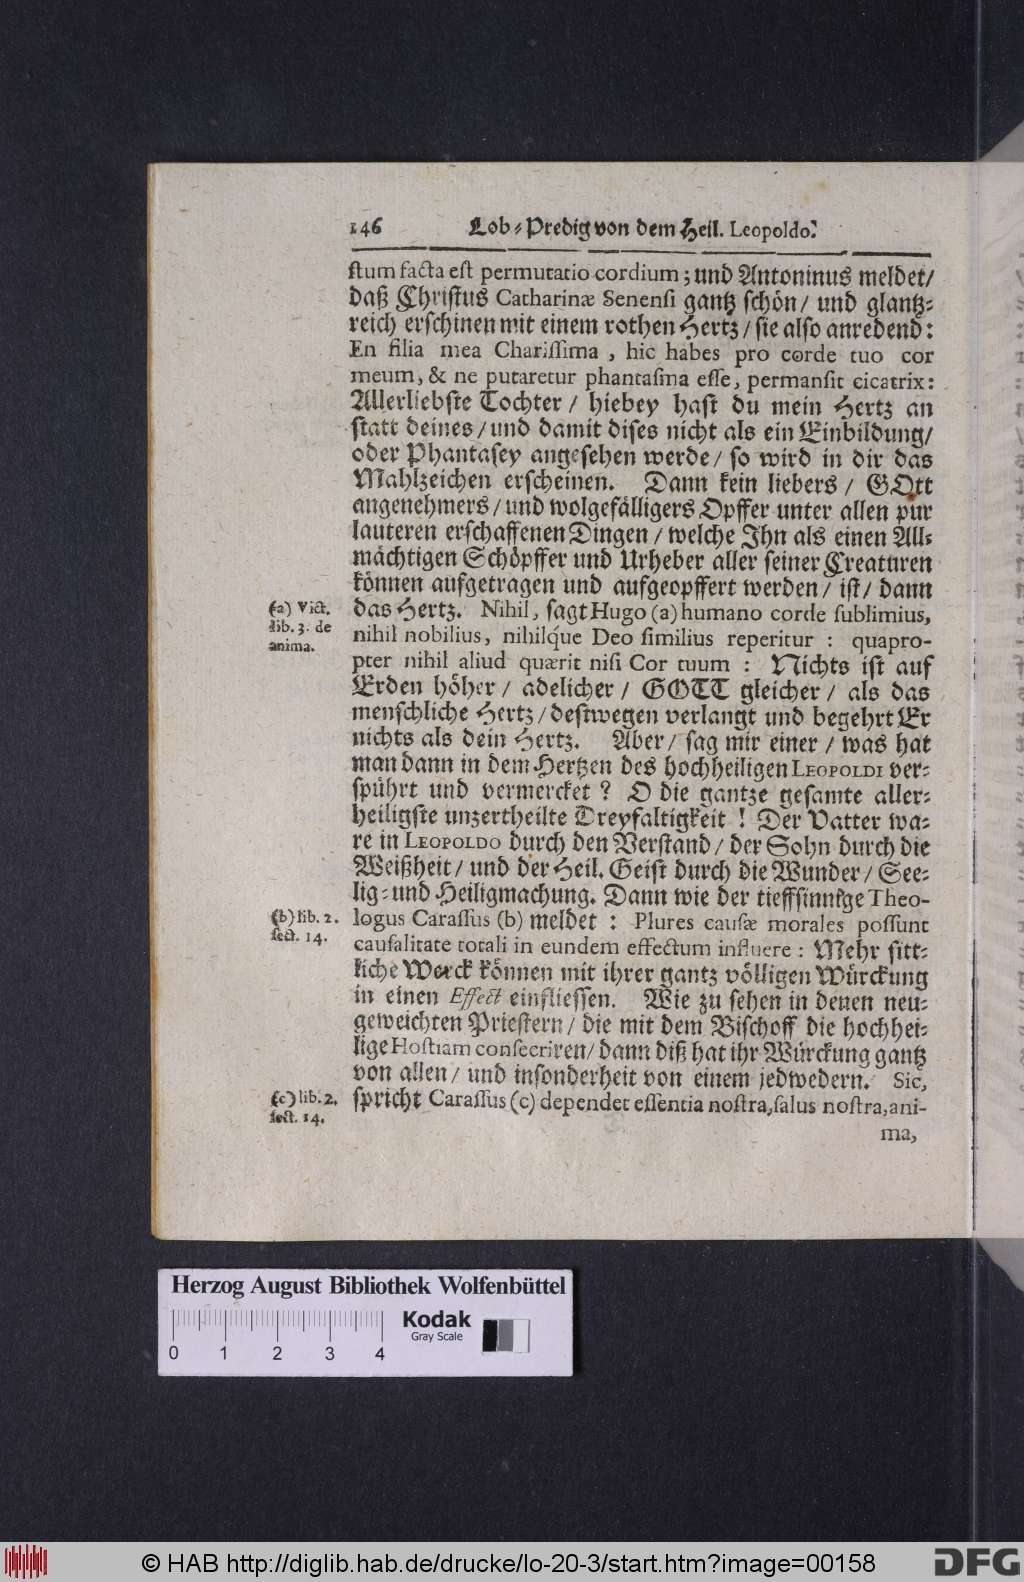 146 Lob-Predig von dem Heil. Leopoldo.
stum facta est permutatio cordium; und Antoninus meldet/
daß Christus Catharinæ Senensi gantz schön/ und glantz-
reich erschinen mit einem rothen Hertz/ sie also anredend:
En filia mea Charissima, hic habes pro corde tuo cor
meum, & ne putaretur phantasma esse, permansit cicatrix:
Allerliebste Tochter/ hiebey hast du mein Hertz an
statt deines/ und damit dises nicht als ein Einbildung/
oder Phantasey angesehen werde/ so wird in dir das
Mahlzeichen erscheinen. Dann kein liebers/ GOtt
angenehmers/ und wolgefälligers Opffer unter allen pur
lauteren erschaffenen Dingen/ welche Ihn als einen All-
mächtigen Schöpffer und Urheber aller seiner Creaturen
können aufgetragen und aufgeopffert werden/ ist/ dann
(a) Vict. lib. 3. de anima.
das Hertz. Nihil, sagt Hugo (a) humano corde sublimius,
nihil nobilius, nihilq́ue Deo similius reperitur : quapro-
pter nihil aliud quærit nisi Cor tuum : Nichts ist auf
Erden höher/ adelicher/ GOTT gleicher/ als das
menschliche Hertz/ destwegen verlangt und begehrt Er
nichts als dein Hertz. Aber/ sag mir einer/ was hat
man dann in dem Hertzen des hochheiligen LEOPOLDI ver-
spührt und vermercket? O die gantze gesamte aller-
heiligste unzertheilte Dreyfaltigkeit! Der Vatter wa-
re in LEOPOLDO durch den Verstand/ der Sohn durch die
Weißheit/ und der Heil. Geist durch die Wunder/ See-
lig- und Heiligmachung. Dann wie der tieffsinnige Theo-
(b) lib. 2. sect. 14.
logus Carassus (b) meldet : Plures causæ morales possunt
causalitate totali in eundem effectum influere : Mehr sitt-
liche Werck können mit ihrer gantz völligen Würckung
in einen Effect einfliessen. Wie zu sehen in denen neu-
geweichten Priestern/ die mit dem Bischoff die hochhei-
lige Hostiam consecriren/ dann diß hat ihr Würckung gantz
von allen/ und insonderheit von einem jedwedern. Sic,
(c) lib. 2. sect. 14.
spricht Carassus (c) dependet essentia nostra, salus nostra, ani-
ma,
Herzog August Bibliothek Wolfenbüttel
Kodak
Gray Scale
0 1 2 3 4
© HAB http://diglib.hab.de/drucke/lo-20-3/start.htm?image=00158
DFG